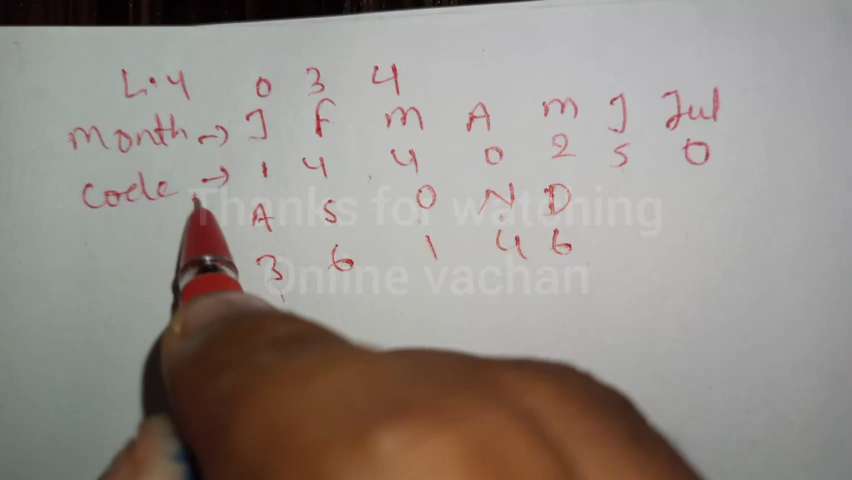 L.Y 0 3 4
Month → J F M A M J Jul
Code → 1 4 4 0 2 5 0
A S O N D
3 6 1 4 6
Thanks for watching
Online vachan